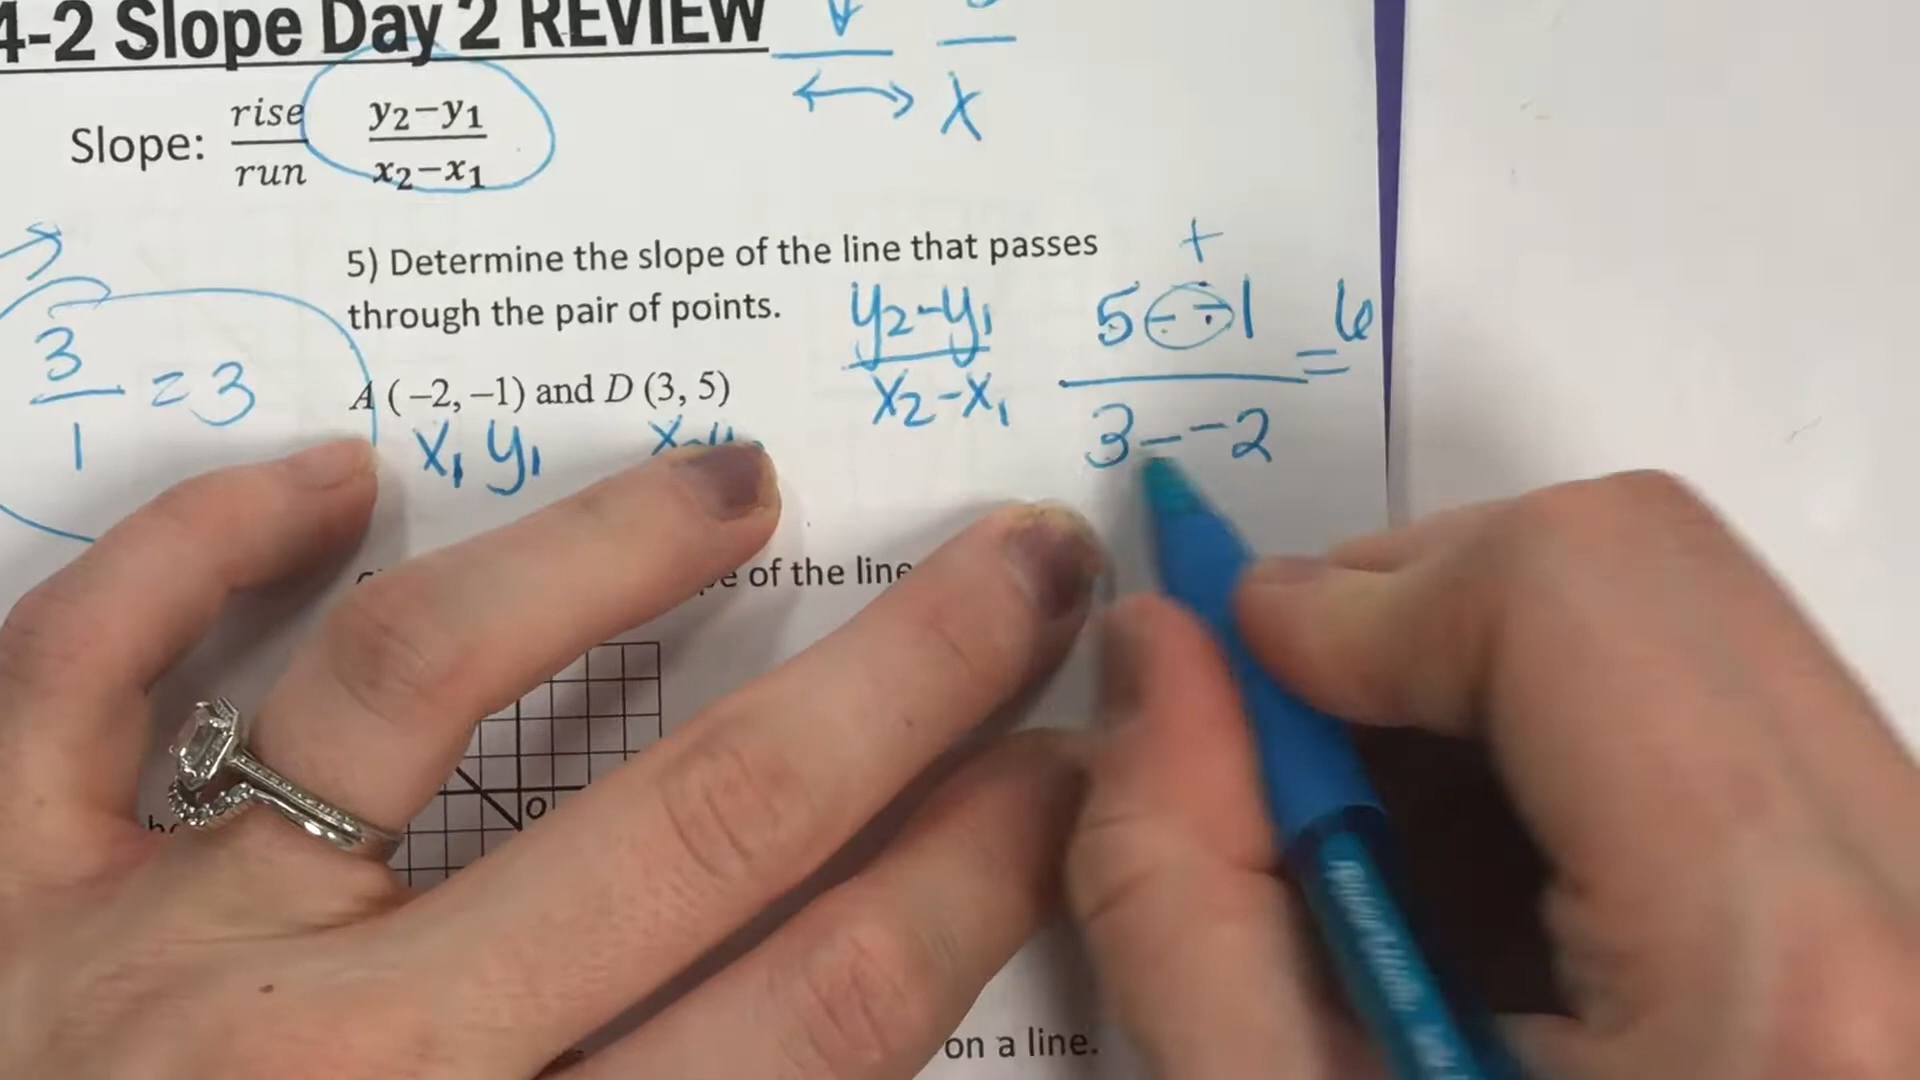 4-2 Slope Day 2 REVIEW
X
Slope: rise y₂−y₁
run x₂−x₁
5) Determine the slope of the line that passes
through the pair of points.
A (−2, −1) and D (3, 5)
x₁ y₁
y₂-y₁
x₂-x₁
+
5 - -1 = 6
3 - -2
3
1
= 3
of the line
O
on a line.